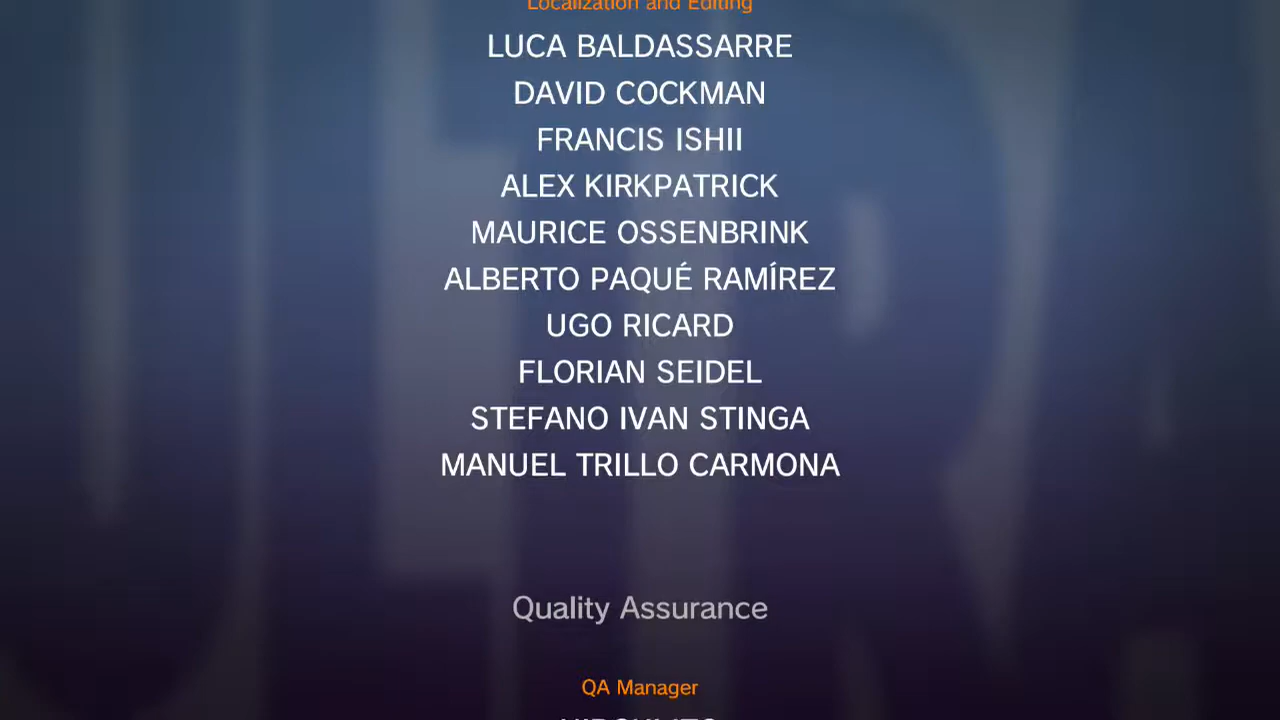 Localization and Editing
LUCA BALDASSARRE
DAVID COCKMAN
FRANCIS ISHII
ALEX KIRKPATRICK
MAURICE OSSENBRINK
ALBERTO PAQUÉ RAMÍREZ
UGO RICARD
FLORIAN SEIDEL
STEFANO IVAN STINGA
MANUEL TRILLO CARMONA
Quality Assurance
QA Manager